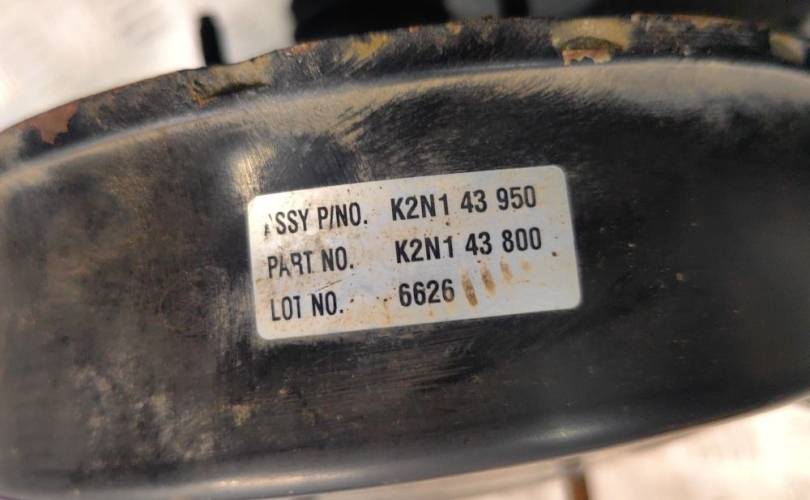 ASSY P/NO. K2N1 43 950
PART NO. K2N1 43 800
LOT NO. 6626